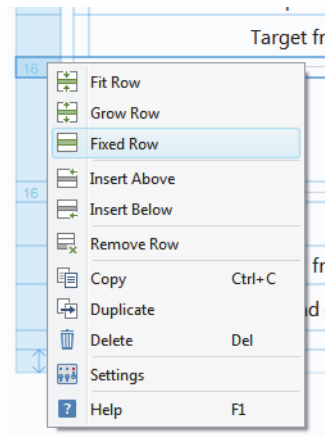 Target fr
16
Fit Row
Grow Row
Fixed Row
Insert Above
16
Insert Below
Remove Row
fr
Copy Ctrl+C
Duplicate
Delete Del
Settings
? Help F1